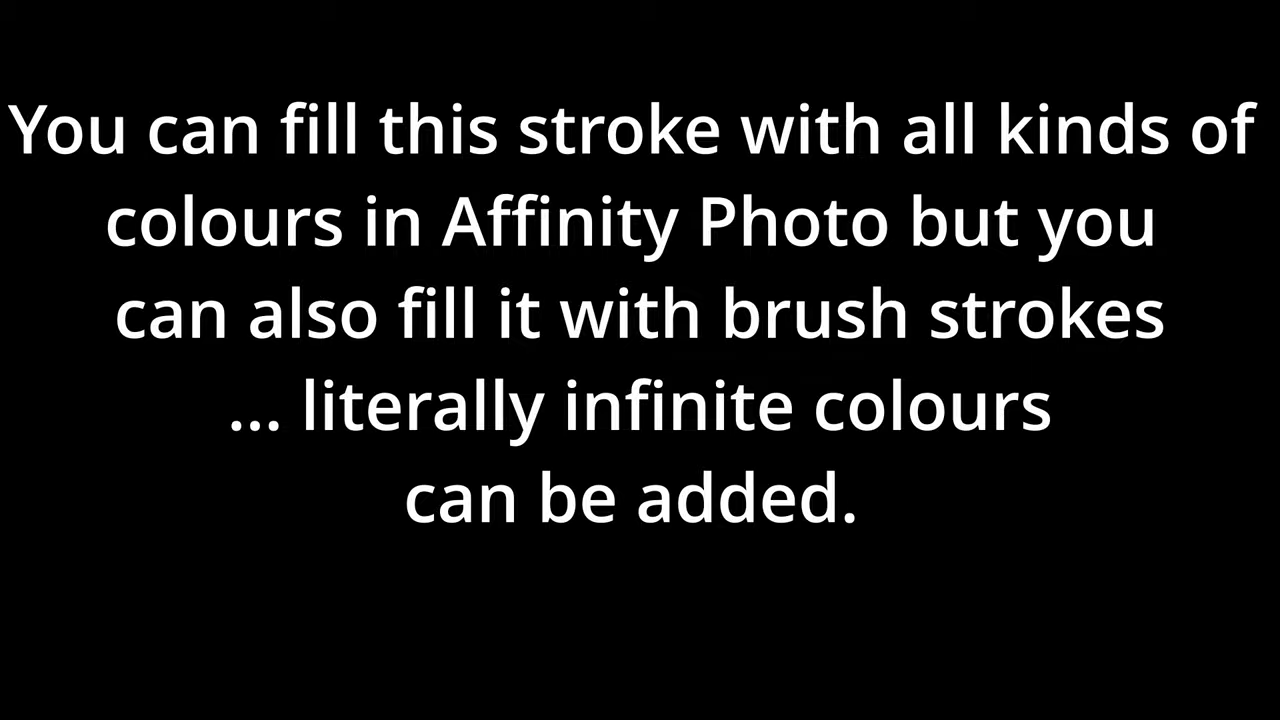 You can fill this stroke with all kinds of
colours in Affinity Photo but you
can also fill it with brush strokes
... literally infinite colours
can be added.